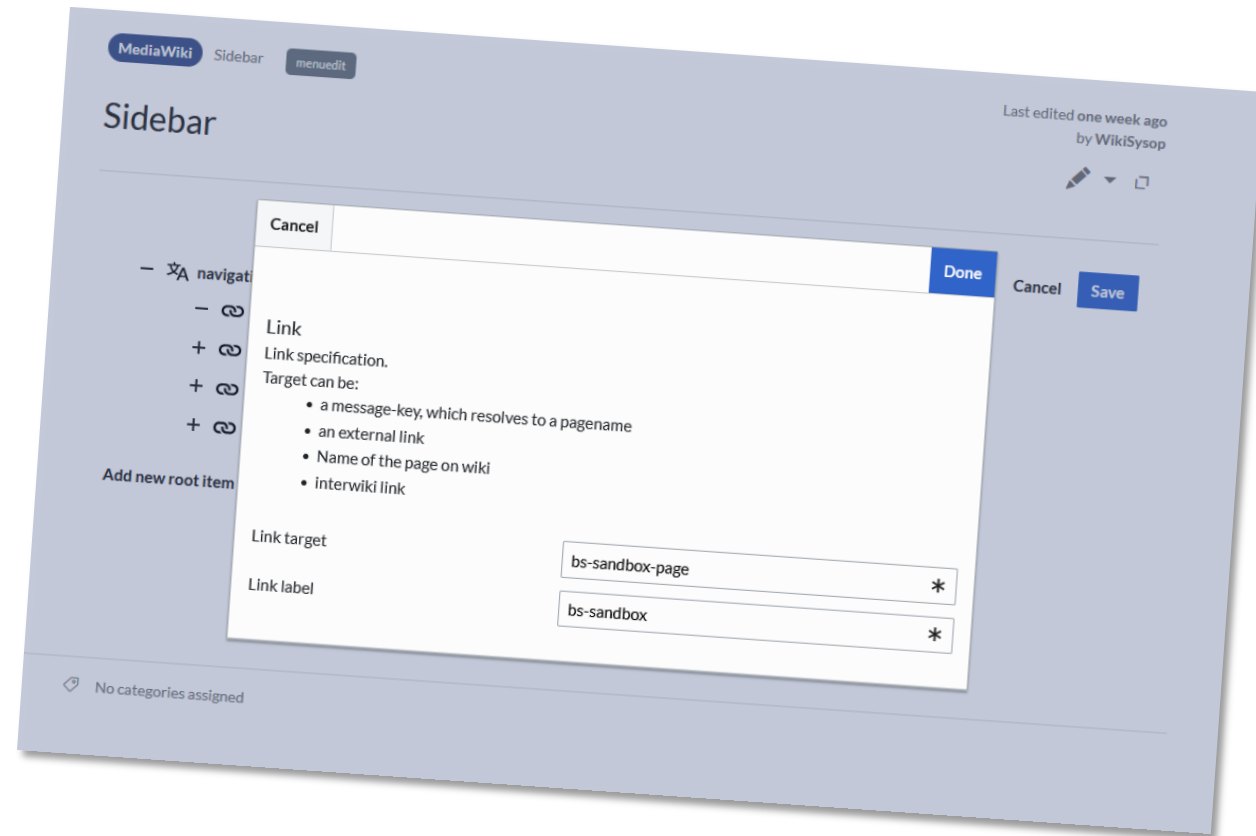 MediaWiki Sidebar menuedit
Sidebar
Last edited one week ago
by WikiSysop
Cancel
Done
Cancel Save
Link
Link specification.
Target can be:
• a message-key, which resolves to a pagename
• an external link
• Name of the page on wiki
• interwiki link
Link target bs-sandbox-page *
Link label bs-sandbox *
navigati
Add new root item
No categories assigned